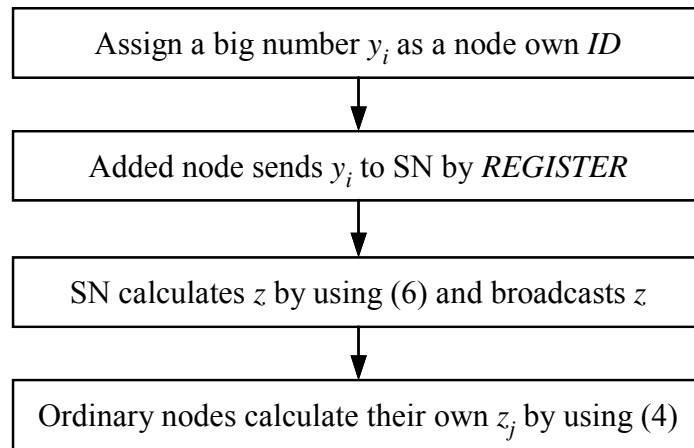 Assign a big number y_i as a node own ID
Added node sends y_i to SN by REGISTER
SN calculates z by using (6) and broadcasts z
Ordinary nodes calculate their own z_j by using (4)